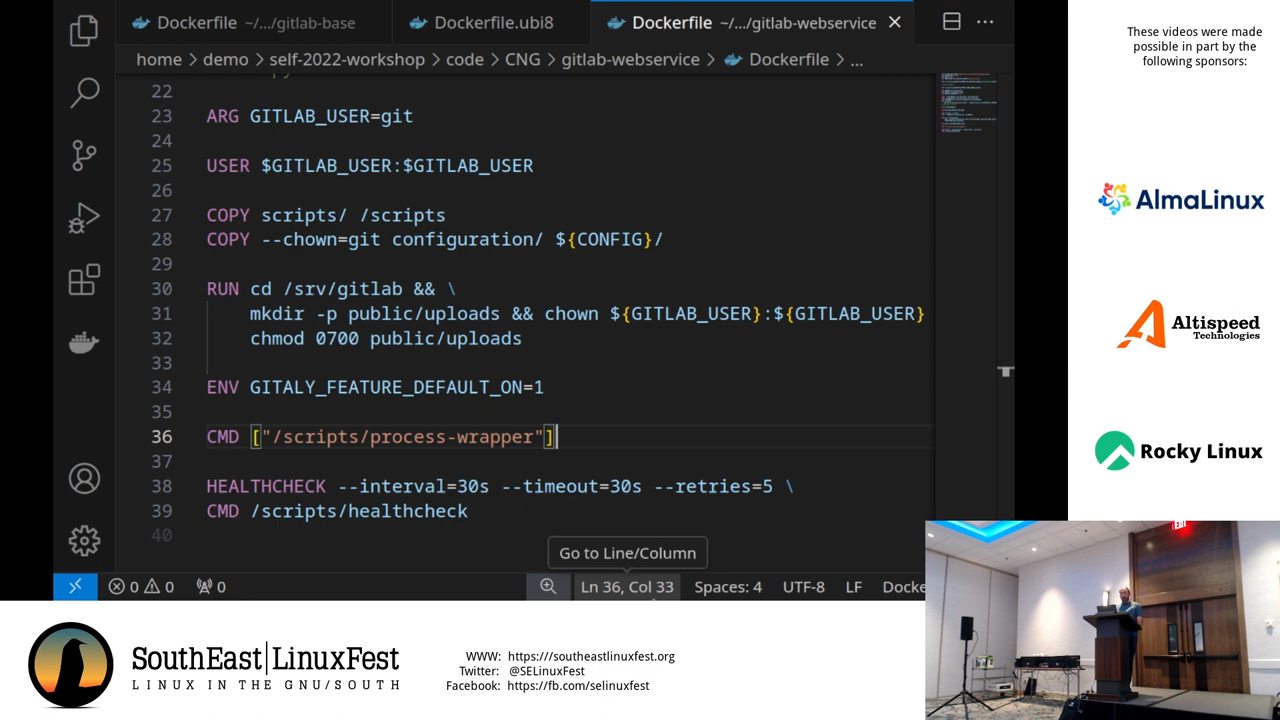 Dockerfile ~/.../gitlab-base
Dockerfile.ubi8
Dockerfile ~/.../gitlab-webservice
home > demo > self-2022-workshop > code > CNG > gitlab-webservice > Dockerfile > ...
22
23 ARG GITLAB_USER=git
24
25 USER $GITLAB_USER:$GITLAB_USER
26
27 COPY scripts/ /scripts
28 COPY --chown=git configuration/ ${CONFIG}/
29
30 RUN cd /srv/gitlab && \
31 mkdir -p public/uploads && chown ${GITLAB_USER}:${GITLAB_USER}
32 chmod 0700 public/uploads
33
34 ENV GITALY_FEATURE_DEFAULT_ON=1
35
36 CMD ["/scripts/process-wrapper"]
37
38 HEALTHCHECK --interval=30s --timeout=30s --retries=5 \
39 CMD /scripts/healthcheck
40
Go to Line/Column
0 0 0
Ln 36, Col 33
Spaces: 4
UTF-8
LF
Docke
These videos were made
possible in part by the
following sponsors:
AlmaLinux
Altispeed
Technologies
Rocky Linux
EXIT
SouthEast LinuxFest
LINUX IN THE GNU/SOUTH
WWW: https://southeastlinuxfest.org
Twitter: @SELinuxFest
Facebook: https://fb.com/selinuxfest